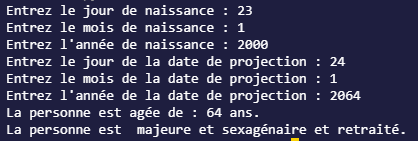 Entrez le jour de naissance : 23
Entrez le mois de naissance : 1
Entrez l'année de naissance : 2000
Entrez le jour de la date de projection : 24
Entrez le mois de la date de projection : 1
Entrez l'année de la date de projection : 2064
La personne est agée de : 64 ans.
La personne est  majeure et sexagénaire et retraité.